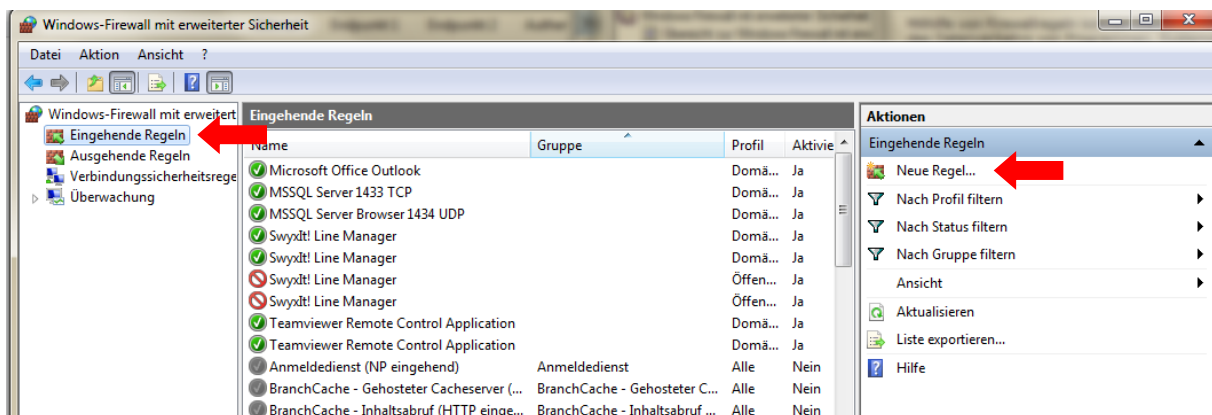 Windows-Firewall mit erweiterter Sicherheit
Datei Aktion Ansicht ?
Windows-Firewall mit erweitert
Eingehende Regeln
Ausgehende Regeln
Verbindungssicherheitsrege
Überwachung
Eingehende Regeln
Name Gruppe Profil Aktivie
Microsoft Office Outlook Domä... Ja
MSSQL Server 1433 TCP Domä... Ja
MSSQL Server Browser 1434 UDP Domä... Ja
SwyxIt! Line Manager Domä... Ja
SwyxIt! Line Manager Domä... Ja
SwyxIt! Line Manager Öffen... Ja
SwyxIt! Line Manager Öffen... Ja
Teamviewer Remote Control Application Domä... Ja
Teamviewer Remote Control Application Domä... Ja
Anmeldedienst (NP eingehend) Anmeldedienst Alle Nein
BranchCache - Gehosteter Cacheserver (... BranchCache - Gehosteter C... Alle Nein
BranchCache - Inhaltsabruf (HTTP einge... BranchCache - Inhaltsabruf ... Alle Nein
Aktionen
Eingehende Regeln
Neue Regel...
Nach Profil filtern
Nach Status filtern
Nach Gruppe filtern
Ansicht
Aktualisieren
Liste exportieren...
Hilfe